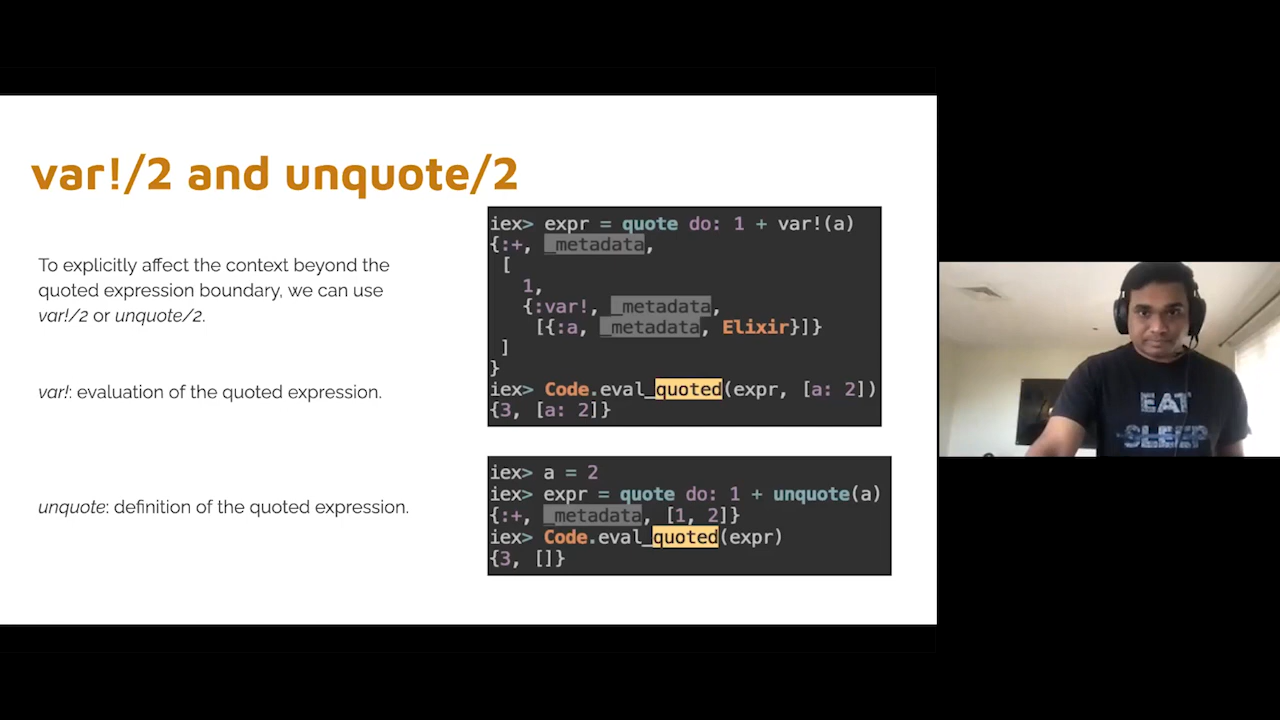 var!/2 and unquote/2
To explicitly affect the context beyond the
quoted expression boundary, we can use
var!/2 or unquote/2.
var!: evaluation of the quoted expression.
unquote: definition of the quoted expression.
iex> expr = quote do: 1 + var!(a)
{:+, _metadata,
[
1,
{:var!, _metadata,
[{:a, _metadata, Elixir}]}
]
}
iex> Code.eval_quoted(expr, [a: 2])
{3, [a: 2]}
iex> a = 2
iex> expr = quote do: 1 + unquote(a)
{:+, _metadata, [1, 2]}
iex> Code.eval_quoted(expr)
{3, []}
EAT
SLEEP